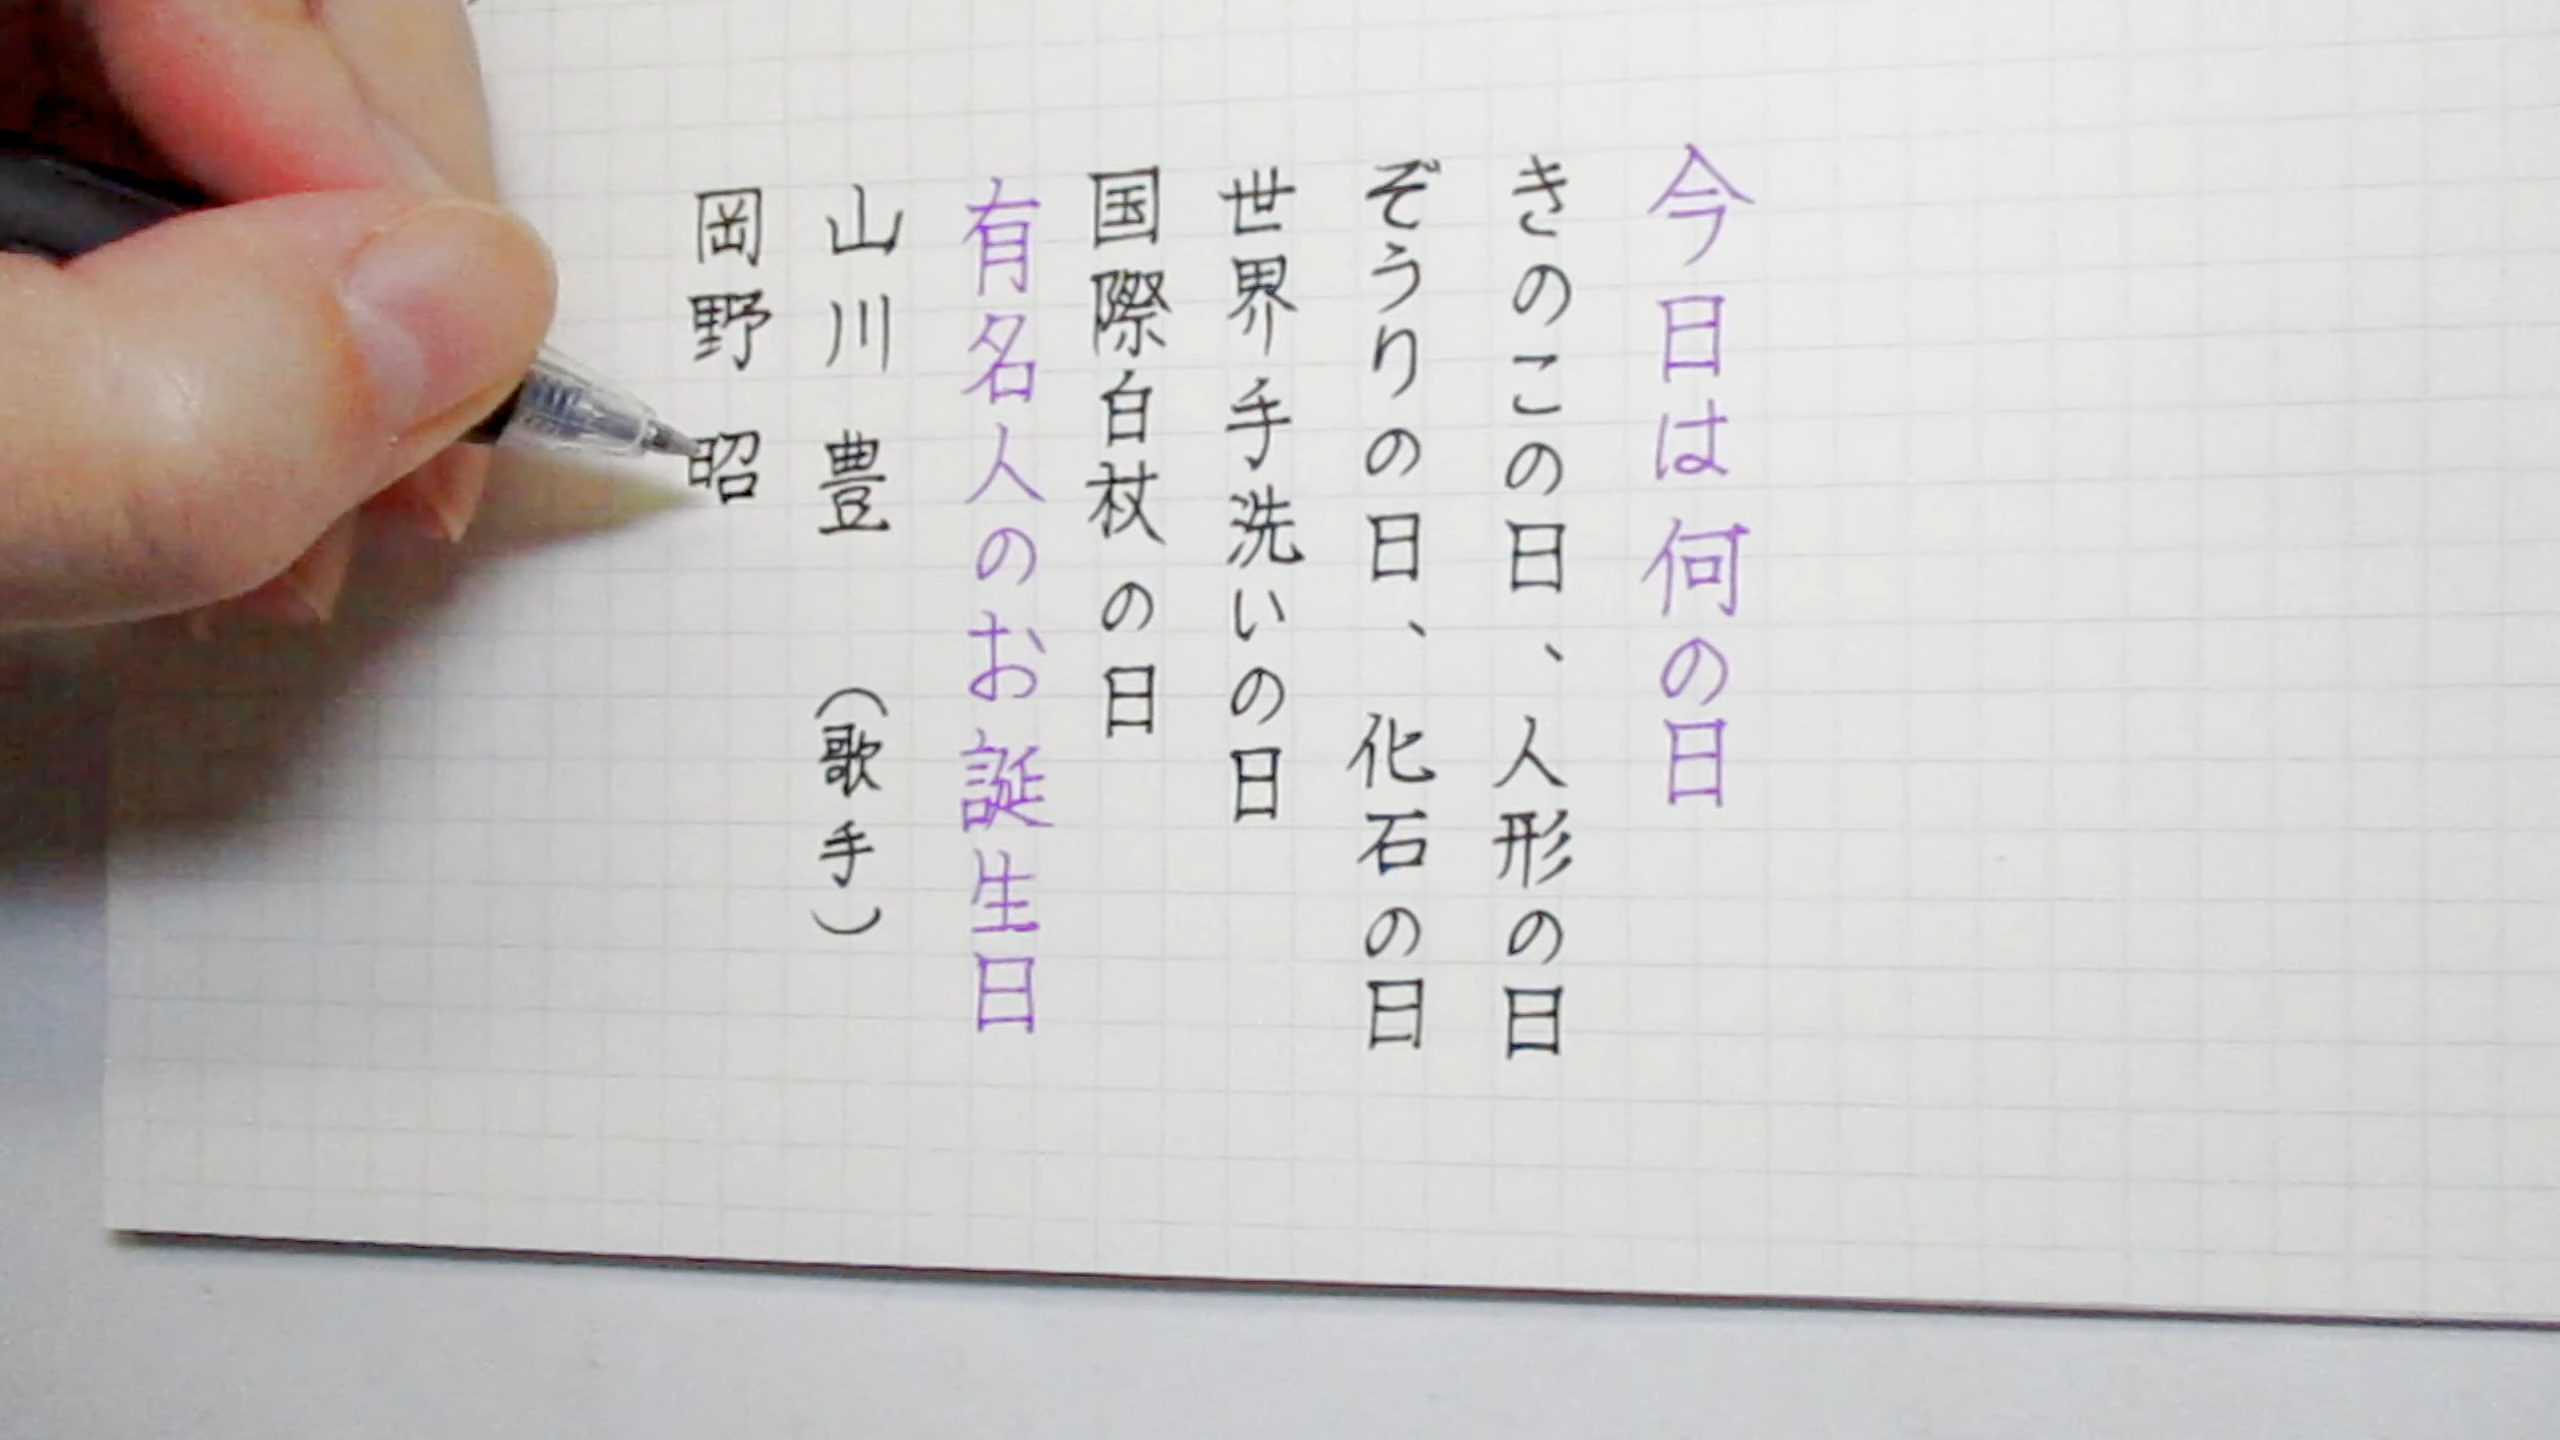 今日は何の日
きのこの日、人形の日
ぞうりの日、化石の日
世界手洗いの日
国際白杖の日
有名人のお誕生日
山川 豊 (歌手)
岡野 昭